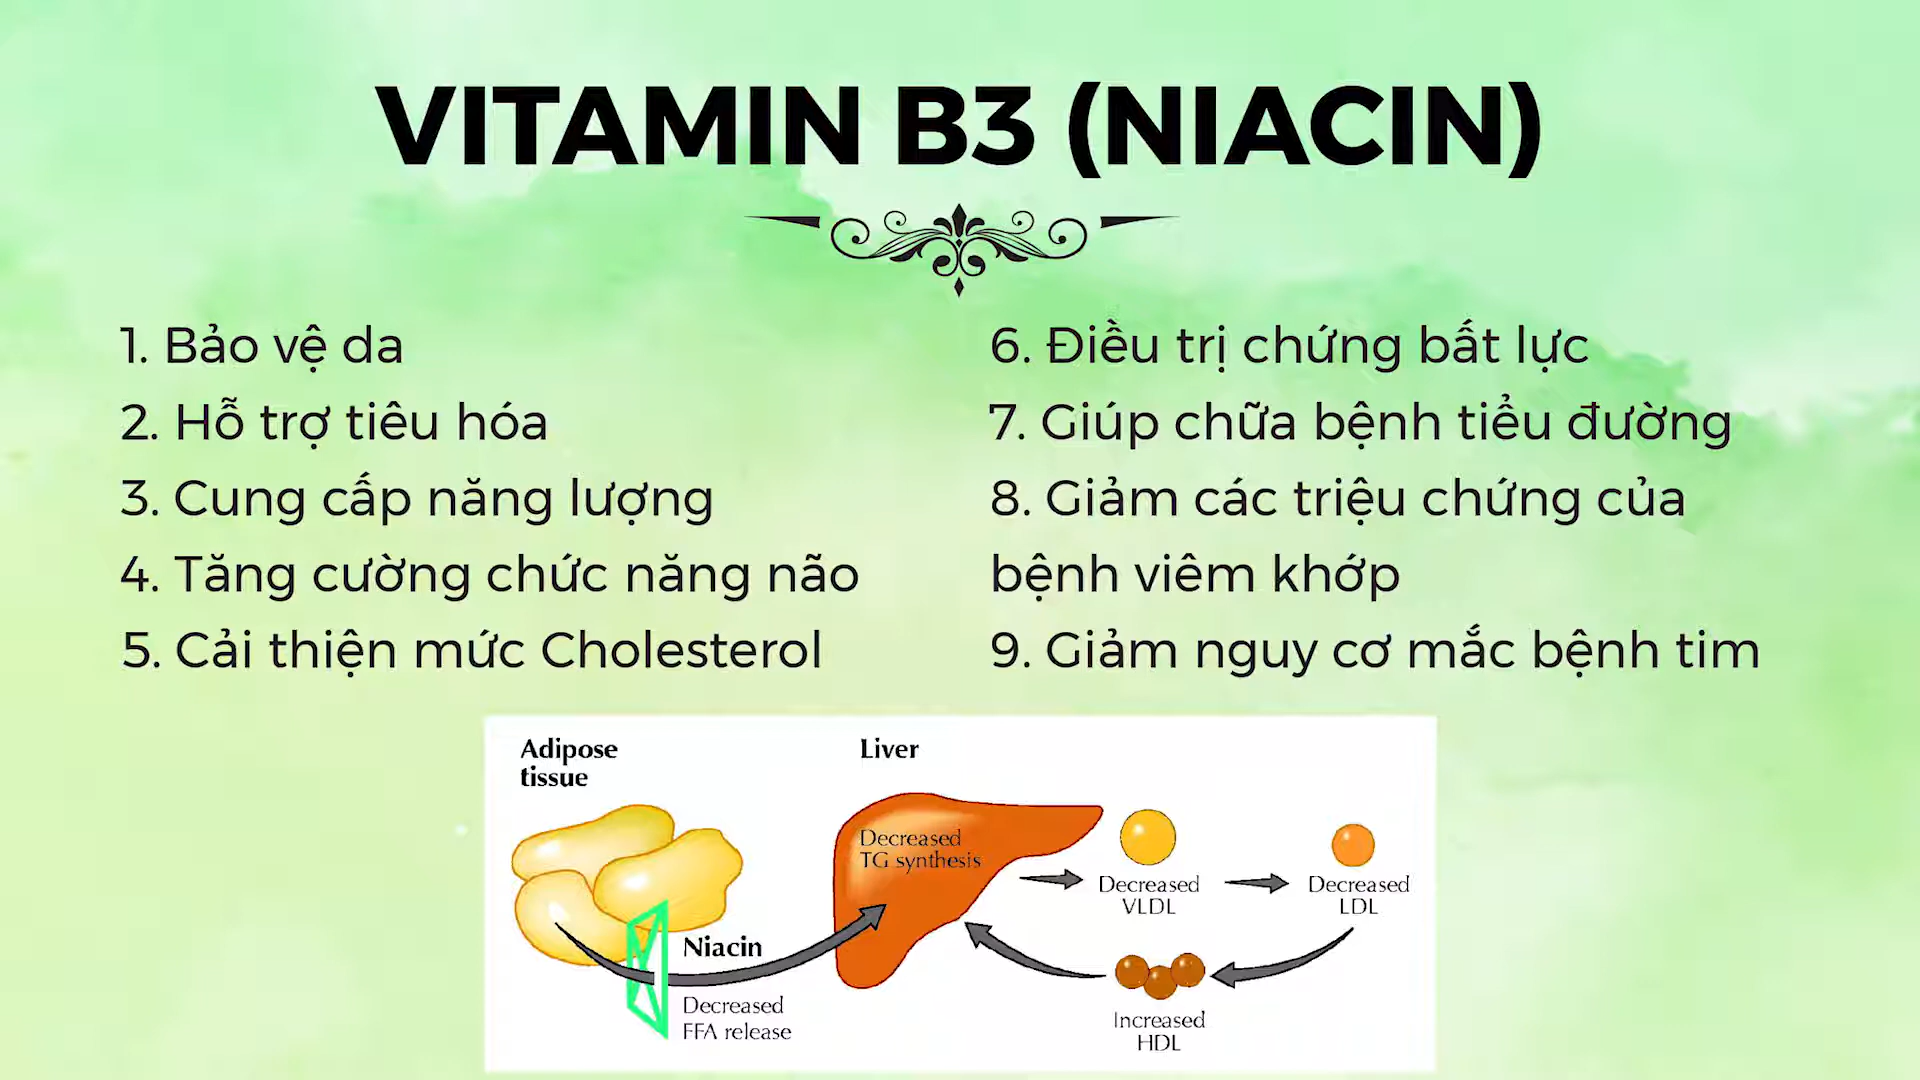 VITAMIN B3 (NIACIN)
1. Bảo vệ da
2. Hỗ trợ tiêu hóa
3. Cung cấp năng lượng
4. Tăng cường chức năng não
5. Cải thiện mức Cholesterol
6. Điều trị chứng bất lực
7. Giúp chữa bệnh tiểu đường
8. Giảm các triệu chứng của
bệnh viêm khớp
9. Giảm nguy cơ mắc bệnh tim
Adipose
tissue
Liver
Decreased
TG synthesis
Decreased
VLDL
Decreased
LDL
Niacin
Decreased
FFA release
Increased
HDL